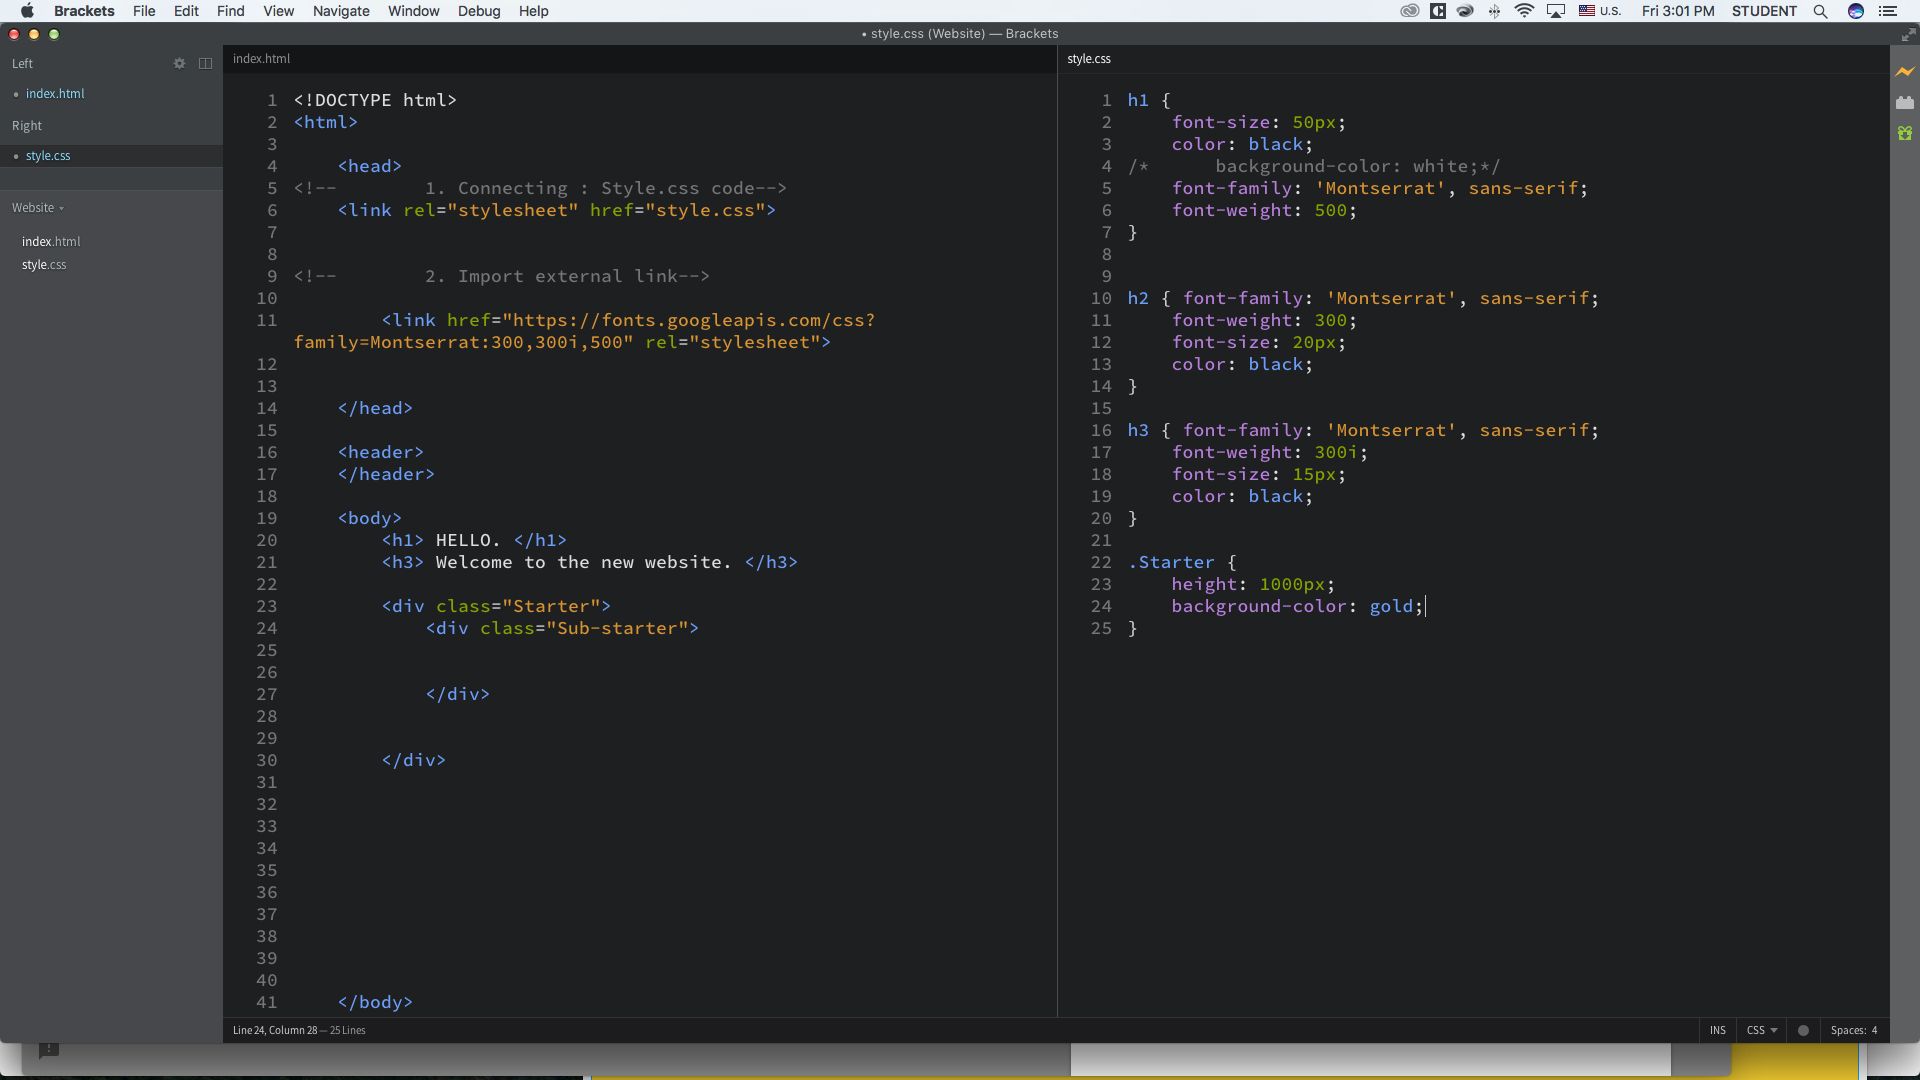 Brackets File Edit Find View Navigate Window Debug Help U.S. Fri 3:01 PM STUDENT
• style.css (Website) — Brackets
Left
• index.html
Right
• style.css
Website
index.html
style.css
index.html
1 <!DOCTYPE html>
2 <html>
3
4 <head>
5 <!-- 1. Connecting : Style.css code-->
6 <link rel="stylesheet" href="style.css">
7
8
9 <!-- 2. Import external link-->
10
11 <link href="https://fonts.googleapis.com/css?
family=Montserrat:300,300i,500" rel="stylesheet">
12
13
14 </head>
15
16 <header>
17 </header>
18
19 <body>
20 <h1> HELLO. </h1>
21 <h3> Welcome to the new website. </h3>
22
23 <div class="Starter">
24 <div class="Sub-starter">
25
26
27 </div>
28
29
30 </div>
31
32
33
34
35
36
37
38
39
40
41 </body>
style.css
1 h1 {
2 font-size: 50px;
3 color: black;
4 /* background-color: white;*/
5 font-family: 'Montserrat', sans-serif;
6 font-weight: 500;
7 }
8
9
10 h2 { font-family: 'Montserrat', sans-serif;
11 font-weight: 300;
12 font-size: 20px;
13 color: black;
14 }
15
16 h3 { font-family: 'Montserrat', sans-serif;
17 font-weight: 300i;
18 font-size: 15px;
19 color: black;
20 }
21
22 .Starter {
23 height: 1000px;
24 background-color: gold;
25 }
Line 24, Column 28 — 25 Lines
INS CSS Spaces: 4